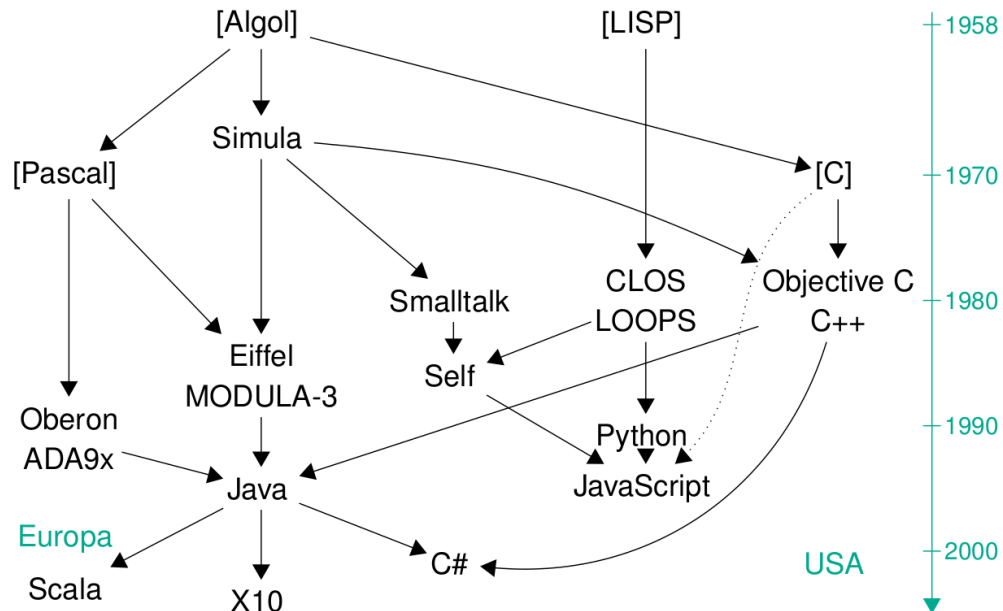 [Algol]
[LISP]
1958
Simula
[Pascal]
[C]
1970
CLOS
LOOPS
Objective C
C++
Smalltalk
1980
Eiffel
MODULA-3
Self
Oberon
ADA9x
Python
JavaScript
1990
Java
Europa
USA
2000
Scala
X10
C#